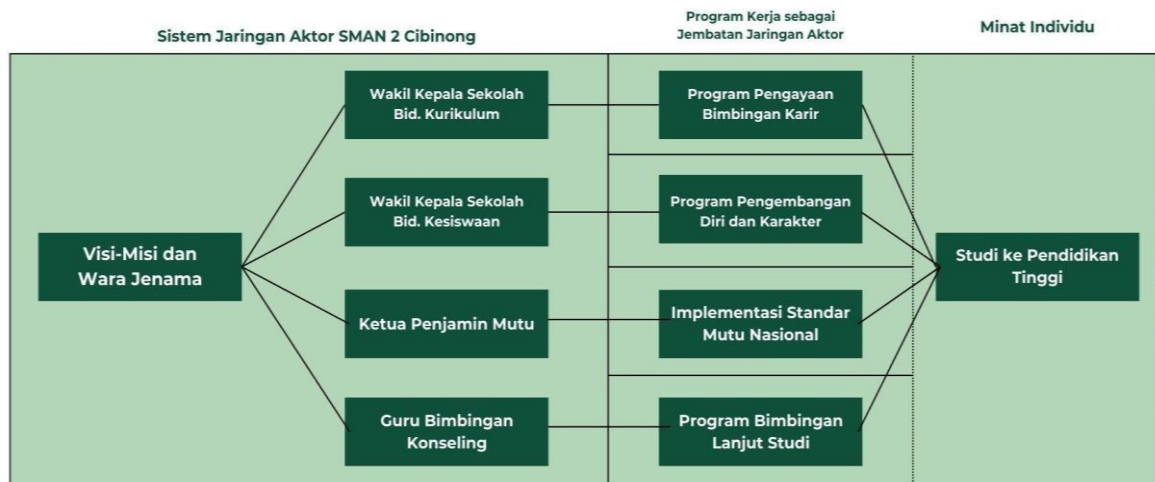 Sistem Jaringan Aktor SMAN 2 Cibinong
Program Kerja sebagai
Jembatan Jaringan Aktor
Minat Individu
Visi-Misi dan
Wara Jenama
Wakil Kepala Sekolah
Bid. Kurikulum
Wakil Kepala Sekolah
Bid. Kesiswaan
Ketua Penjamin Mutu
Guru Bimbingan
Konseling
Program Pengayaan
Bimbingan Karir
Program Pengembangan
Diri dan Karakter
Implementasi Standar
Mutu Nasional
Program Bimbingan
Lanjut Studi
Studi ke Pendidikan
Tinggi